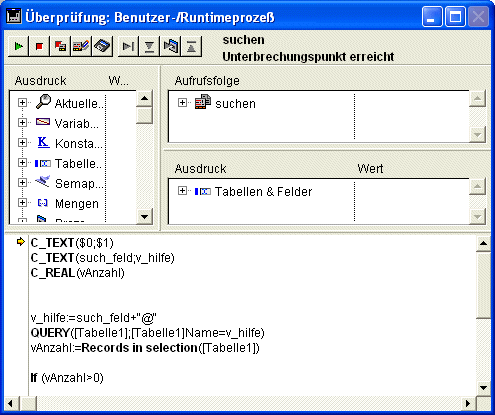 Überprüfung: Benutzer-/Runtimeprozeß
suchen
Unterbrechungspunkt erreicht
Ausdruck W...
Aktuelle...
Variab...
Konsta...
Tabelle...
Semap...
Mengen
Aufrufsfolge
suchen
Ausdruck Wert
Tabellen & Felder
C_TEXT($0;$1)
C_TEXT(such_feld;v_hilfe)
C_REAL(vAnzahl)
v_hilfe:=such_feld+"@"
QUERY([Tabelle1];[Tabelle1]Name=v_hilfe)
vAnzahl:=Records in selection([Tabelle1])
If (vAnzahl>0)